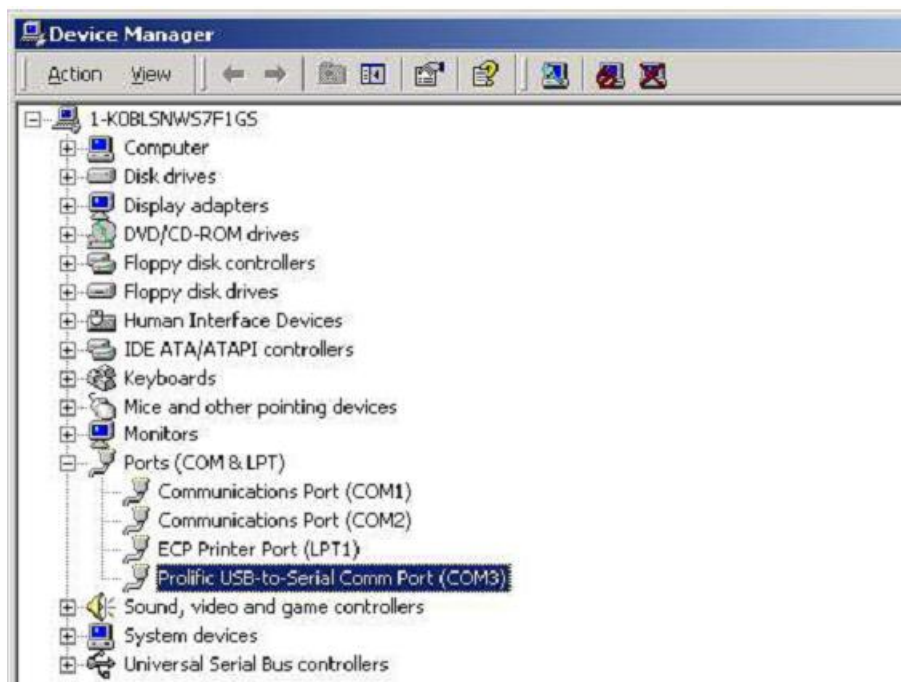 Device Manager
Action View
1-K0BLSNWS7F1GS
Computer
Disk drives
Display adapters
DVD/CD-ROM drives
Floppy disk controllers
Floppy disk drives
Human Interface Devices
IDE ATA/ATAPI controllers
Keyboards
Mice and other pointing devices
Monitors
Ports (COM & LPT)
Communications Port (COM1)
Communications Port (COM2)
ECP Printer Port (LPT1)
Prolific USB-to-Serial Comm Port (COM3)
Sound, video and game controllers
System devices
Universal Serial Bus controllers